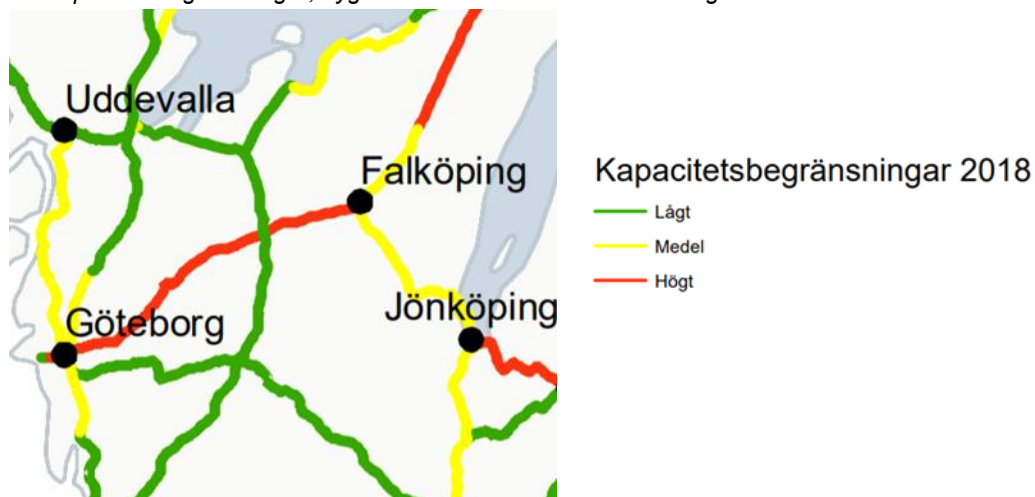 Uddevalla
Falköping
Göteborg
Jönköping
Kapacitetsbegränsningar 2018
Lågt
Medel
Högt